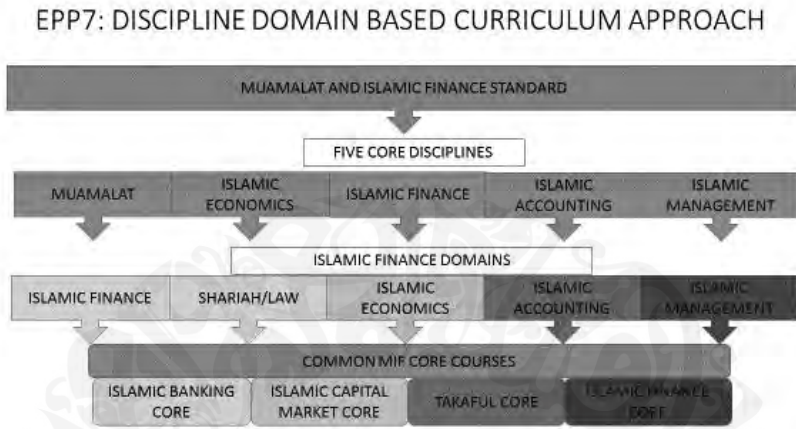 EPP7: DISCIPLINE DOMAIN BASED CURRICULUM APPROACH
MUAMALAT AND ISLAMIC FINANCE STANDARD
FIVE CORE DISCIPLINES
MUAMALAT
ISLAMIC
ECONOMICS
ISLAMIC FINANCE
ISLAMIC
ACCOUNTING
ISLAMIC
MANAGEMENT
ISLAMIC FINANCE DOMAINS
ISLAMIC FINANCE
SHARIAH/LAW
ISLAMIC
ECONOMICS
ISLAMIC
ACCOUNTING
ISLAMIC
MANAGEMENT
COMMON MIF CORE COURSES
ISLAMIC BANKING
CORE
ISLAMIC CAPITAL
MARKET CORE
TAKAFUL CORE
ISLAMIC FINANCE
CORE